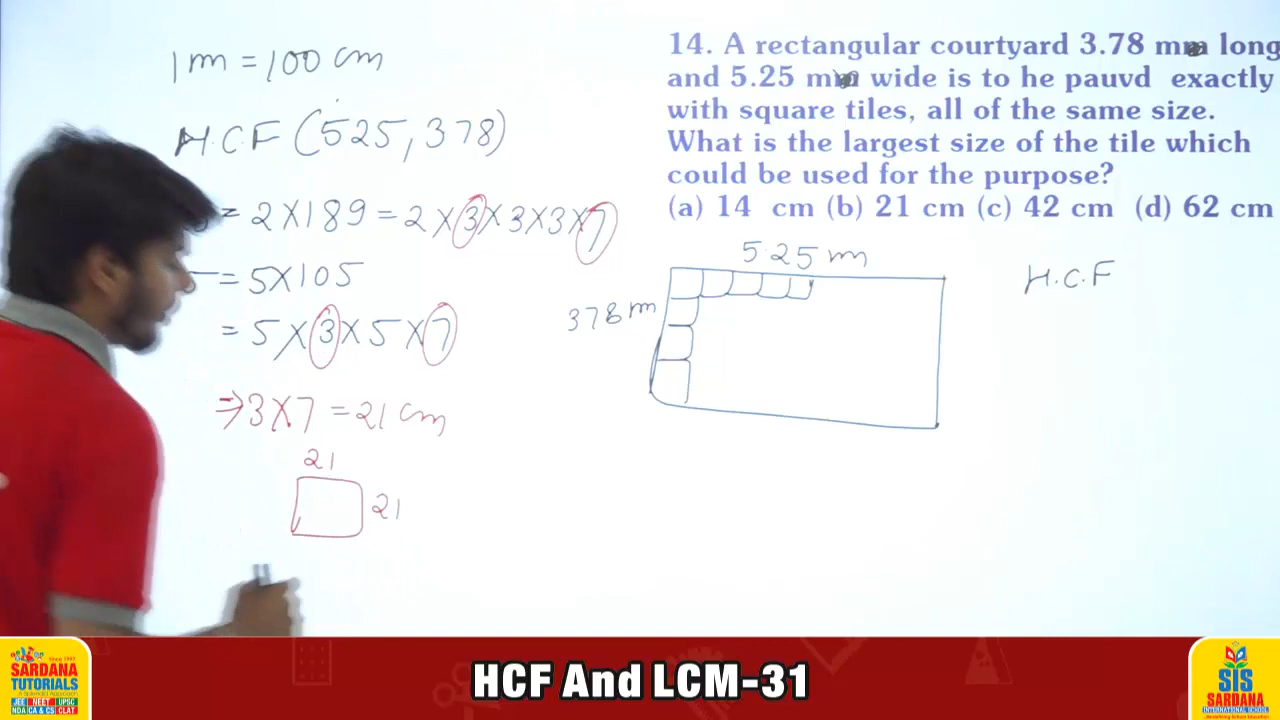 1m = 100 cm
H.C.F (525, 378)
= 2 X 189 = 2 X 3 X 3 X 3 X 7
= 5 X 105
= 5 X 3 X 5 X 7
⇒ 3 X 7 = 21 cm
21
21
14. A rectangular courtyard 3.78 m long
and 5.25 m wide is to he pauvd exactly
with square tiles, all of the same size.
What is the largest size of the tile which
could be used for the purpose?
(a) 14 cm (b) 21 cm (c) 42 cm (d) 62 cm
5.25 m
378 m
H.C.F
HCF And LCM-31
Since 1997
SARDANA
TUTORIALS
A Splendid Approach
JEE NEET UPSC
NDA CA & CS CLAT
SIS
SARDANA
INTERNATIONAL SCHOOL